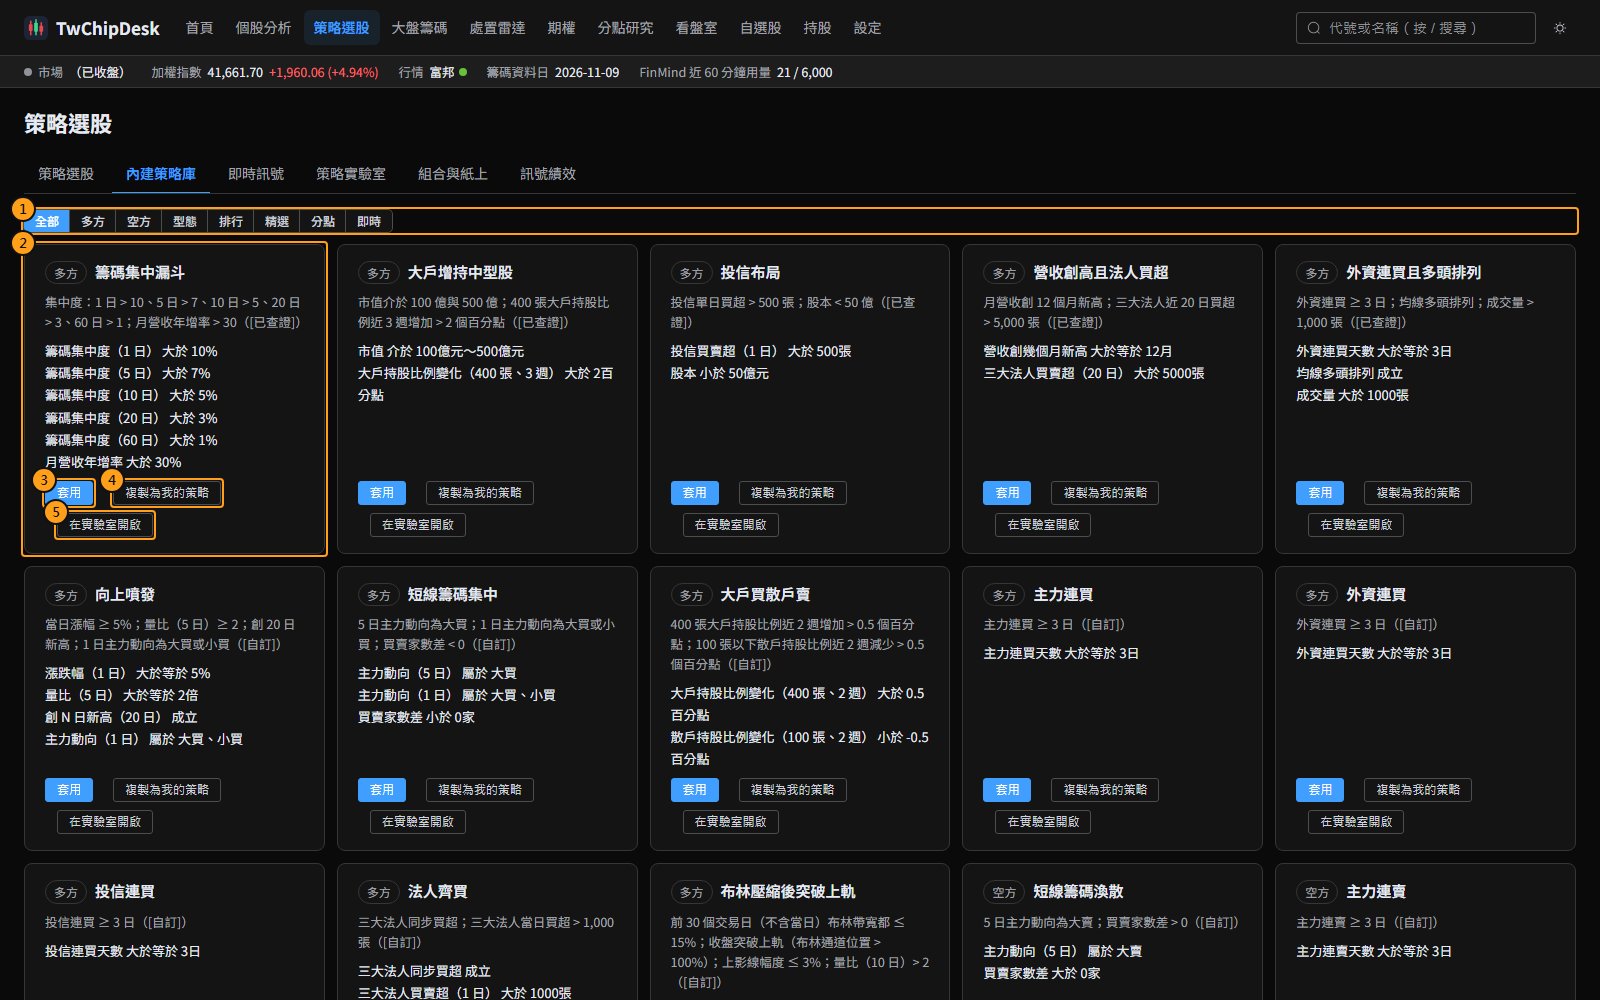 TwChipDesk 首頁 個股分析 策略選股 大盤籌碼 處置雷達 期權 分點研究 看盤室 自選股 持股 設定 代號或名稱（按 / 搜尋）
市場 （已收盤） 加權指數 41,661.70 +1,960.06 (+4.94%) 行情 富邦 籌碼資料日 2026-11-09 FinMind 近 60 分鐘用量 21 / 6,000
策略選股
策略選股 內建策略庫 即時訊號 策略實驗室 組合與紙上 訊號績效
1
全部 多方 空方 型態 排行 精選 分點 即時
2
多方 籌碼集中漏斗
集中度：1 日 > 10、5 日 > 7、10 日 > 5、20 日
> 3、60 日 > 1；月營收年增率 > 30（[已查證]）
籌碼集中度（1 日） 大於 10%
籌碼集中度（5 日） 大於 7%
籌碼集中度（10 日） 大於 5%
籌碼集中度（20 日） 大於 3%
籌碼集中度（60 日） 大於 1%
月營收年增率 大於 30%
3 套用 4 複製為我的策略
5 在實驗室開啟
多方 大戶增持中型股
市值介於 100 億與 500 億；400 張大戶持股比
例近 3 週增加 > 2 個百分點（[已查證]）
市值 介於 100億元～500億元
大戶持股比例變化（400 張、3 週） 大於 2百
分點
套用 複製為我的策略
在實驗室開啟
多方 投信布局
投信單日買超 > 500 張；股本 < 50 億（[已查
證]）
投信買賣超（1 日） 大於 500張
股本 小於 50億元
套用 複製為我的策略
在實驗室開啟
多方 營收創高且法人買超
月營收創 12 個月新高；三大法人近 20 日買超
> 5,000 張（[已查證]）
營收創幾個月新高 大於等於 12月
三大法人買賣超（20 日） 大於 5000張
套用 複製為我的策略
在實驗室開啟
多方 外資連買且多頭排列
外資連買 ≥ 3 日；均線多頭排列；成交量 >
1,000 張（[已查證]）
外資連買天數 大於等於 3日
均線多頭排列 成立
成交量 大於 1000張
套用 複製為我的策略
在實驗室開啟
多方 向上噴發
當日漲幅 ≥ 5%；量比（5 日）≥ 2；創 20 日
新高；1 日主力動向為大買或小買（[自訂]）
漲跌幅（1 日） 大於等於 5%
量比（5 日） 大於等於 2倍
創 N 日新高（20 日） 成立
主力動向（1 日） 屬於 大買、小買
套用 複製為我的策略
在實驗室開啟
多方 短線籌碼集中
5 日主力動向為大買；1 日主力動向為大買或小
買；買賣家數差 < 0（[自訂]）
主力動向（5 日） 屬於 大買
主力動向（1 日） 屬於 大買、小買
買賣家數差 小於 0家
套用 複製為我的策略
在實驗室開啟
多方 大戶買散戶賣
400 張大戶持股比例近 2 週增加 > 0.5 個百分
點；100 張以下散戶持股比例近 2 週減少 > 0.5
個百分點（[自訂]）
大戶持股比例變化（400 張、2 週） 大於 0.5
百分點
散戶持股比例變化（100 張、2 週） 小於 -0.5
百分點
套用 複製為我的策略
在實驗室開啟
多方 主力連買
主力連買 ≥ 3 日（[自訂]）
主力連買天數 大於等於 3日
套用 複製為我的策略
在實驗室開啟
多方 外資連買
外資連買 ≥ 3 日（[自訂]）
外資連買天數 大於等於 3日
套用 複製為我的策略
在實驗室開啟
多方 投信連買
投信連買 ≥ 3 日（[自訂]）
投信連買天數 大於等於 3日
多方 法人齊買
三大法人同步買超；三大法人當日買超 > 1,000
張（[自訂]）
三大法人同步買超 成立
三大法人買賣超（1 日） 大於 1000張
多方 布林壓縮後突破上軌
前 30 個交易日（不含當日）布林帶寬都 ≤
15%；收盤突破上軌（布林通道位置 >
100%）；上影線幅度 ≤ 3%；量比（10 日）> 2
（[自訂]）
空方 短線籌碼渙散
5 日主力動向為大賣；買賣家數差 > 0（[自訂]）
主力動向（5 日） 屬於 大賣
買賣家數差 大於 0家
空方 主力連賣
主力連賣 ≥ 3 日（[自訂]）
主力連賣天數 大於等於 3日